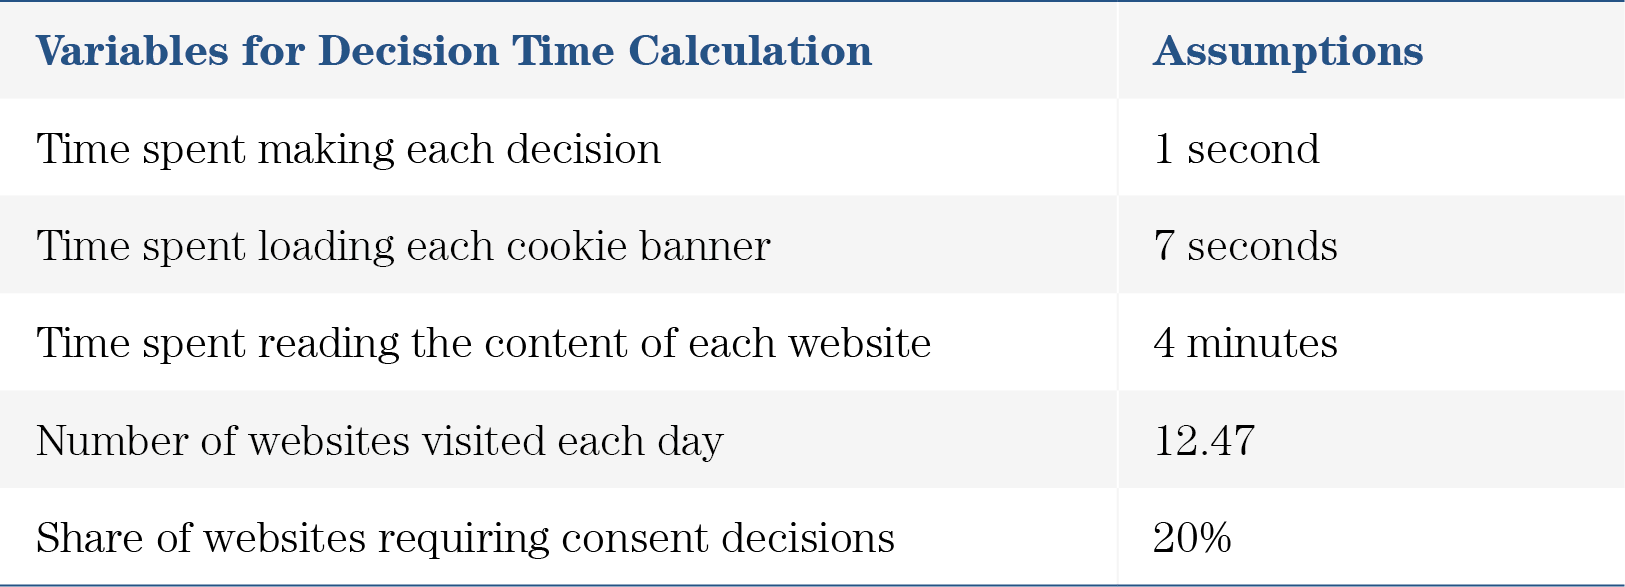 Variables for Decision Time Calculation Assumptions
Time spent making each decision 1 second
Time spent loading each cookie banner 7 seconds
Time spent reading the content of each website 4 minutes
Number of websites visited each day 12.47
Share of websites requiring consent decisions 20%